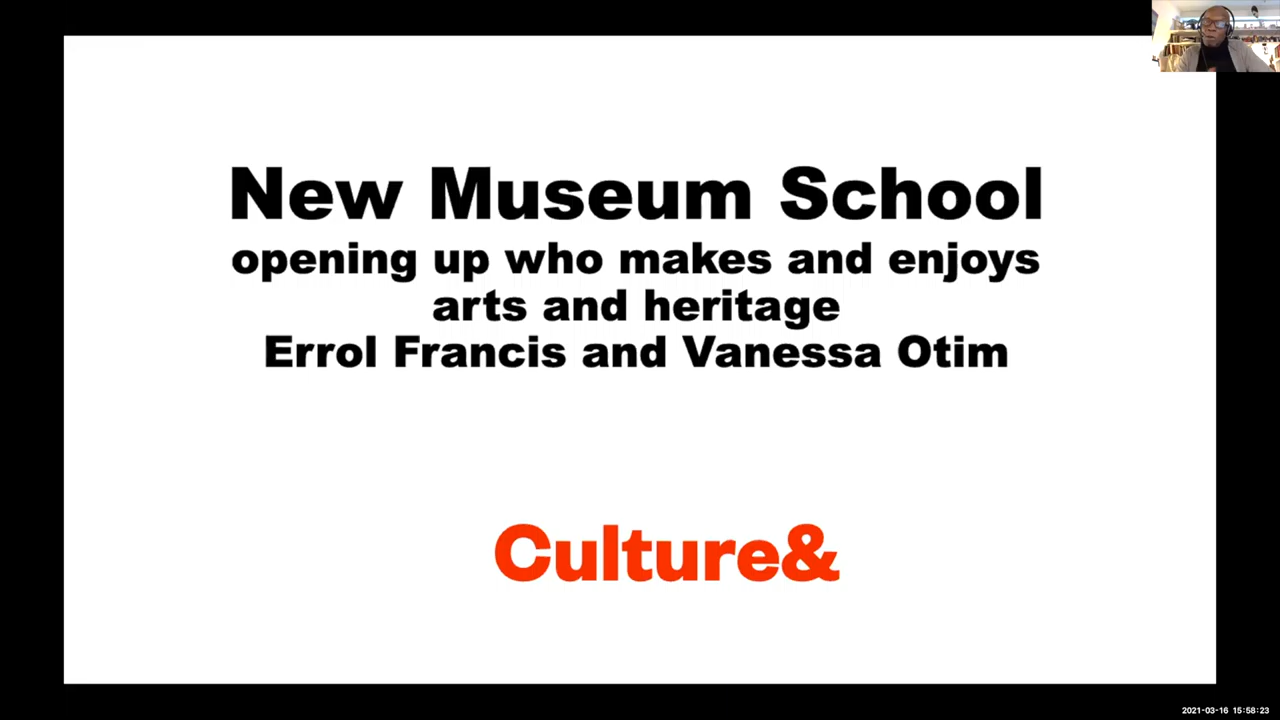 New Museum School
opening up who makes and enjoys
arts and heritage
Errol Francis and Vanessa Otim
Culture&
2021-03-16 15:58:23